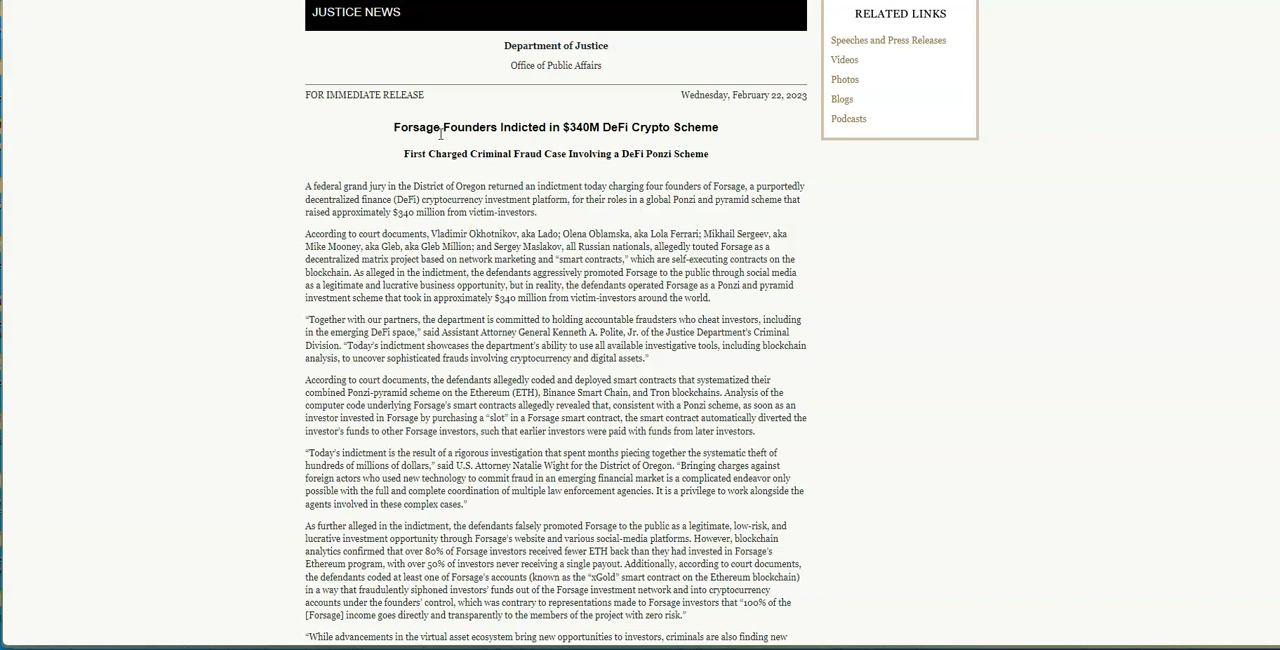 JUSTICE NEWS
Department of Justice
Office of Public Affairs
FOR IMMEDIATE RELEASE
Wednesday, February 22, 2023
Forsage Founders Indicted in $340M DeFi Crypto Scheme
First Charged Criminal Fraud Case Involving a DeFi Ponzi Scheme
A federal grand jury in the District of Oregon returned an indictment today charging four founders of Forsage, a purportedly
decentralized finance (DeFi) cryptocurrency investment platform, for their roles in a global Ponzi and pyramid scheme that
raised approximately $340 million from victim-investors.
According to court documents, Vladimir Okhotnikov, aka Lado; Olena Oblamska, aka Lola Ferrari; Mikhail Sergeev, aka
Mike Mooney, aka Gleb, aka Gleb Million; and Sergey Maslakov, all Russian nationals, allegedly touted Forsage as a
decentralized matrix project based on network marketing and “smart contracts,” which are self-executing contracts on the
blockchain. As alleged in the indictment, the defendants aggressively promoted Forsage to the public through social media
as a legitimate and lucrative business opportunity, but in reality, the defendants operated Forsage as a Ponzi and pyramid
investment scheme that took in approximately $340 million from victim-investors around the world.
“Together with our partners, the department is committed to holding accountable fraudsters who cheat investors, including
in the emerging DeFi space,” said Assistant Attorney General Kenneth A. Polite, Jr. of the Justice Department’s Criminal
Division. “Today’s indictment showcases the department’s ability to use all available investigative tools, including blockchain
analysis, to uncover sophisticated frauds involving cryptocurrency and digital assets.”
According to court documents, the defendants allegedly coded and deployed smart contracts that systematized their
combined Ponzi-pyramid scheme on the Ethereum (ETH), Binance Smart Chain, and Tron blockchains. Analysis of the
computer code underlying Forsage’s smart contracts allegedly revealed that, consistent with a Ponzi scheme, as soon as an
investor invested in Forsage by purchasing a “slot” in a Forsage smart contract, the smart contract automatically diverted the
investor’s funds to other Forsage investors, such that earlier investors were paid with funds from later investors.
“Today’s indictment is the result of a rigorous investigation that spent months piecing together the systematic theft of
hundreds of millions of dollars,” said U.S. Attorney Natalie Wight for the District of Oregon. “Bringing charges against
foreign actors who used new technology to commit fraud in an emerging financial market is a complicated endeavor only
possible with the full and complete coordination of multiple law enforcement agencies. It is a privilege to work alongside the
agents involved in these complex cases.”
As further alleged in the indictment, the defendants falsely promoted Forsage to the public as a legitimate, low-risk, and
lucrative investment opportunity through Forsage’s website and various social-media platforms. However, blockchain
analytics confirmed that over 80% of Forsage investors received fewer ETH back than they had invested in Forsage’s
Ethereum program, with over 50% of investors never receiving a single payout. Additionally, according to court documents,
the defendants coded at least one of Forsage’s accounts (known as the “xGold” smart contract on the Ethereum blockchain)
in a way that fraudulently siphoned investors’ funds out of the Forsage investment network and into cryptocurrency
accounts under the founders’ control, which was contrary to representations made to Forsage investors that “100% of the
[Forsage] income goes directly and transparently to the members of the project with zero risk.”
“While advancements in the virtual asset ecosystem bring new opportunities to investors, criminals are also finding new
RELATED LINKS
Speeches and Press Releases
Videos
Photos
Blogs
Podcasts